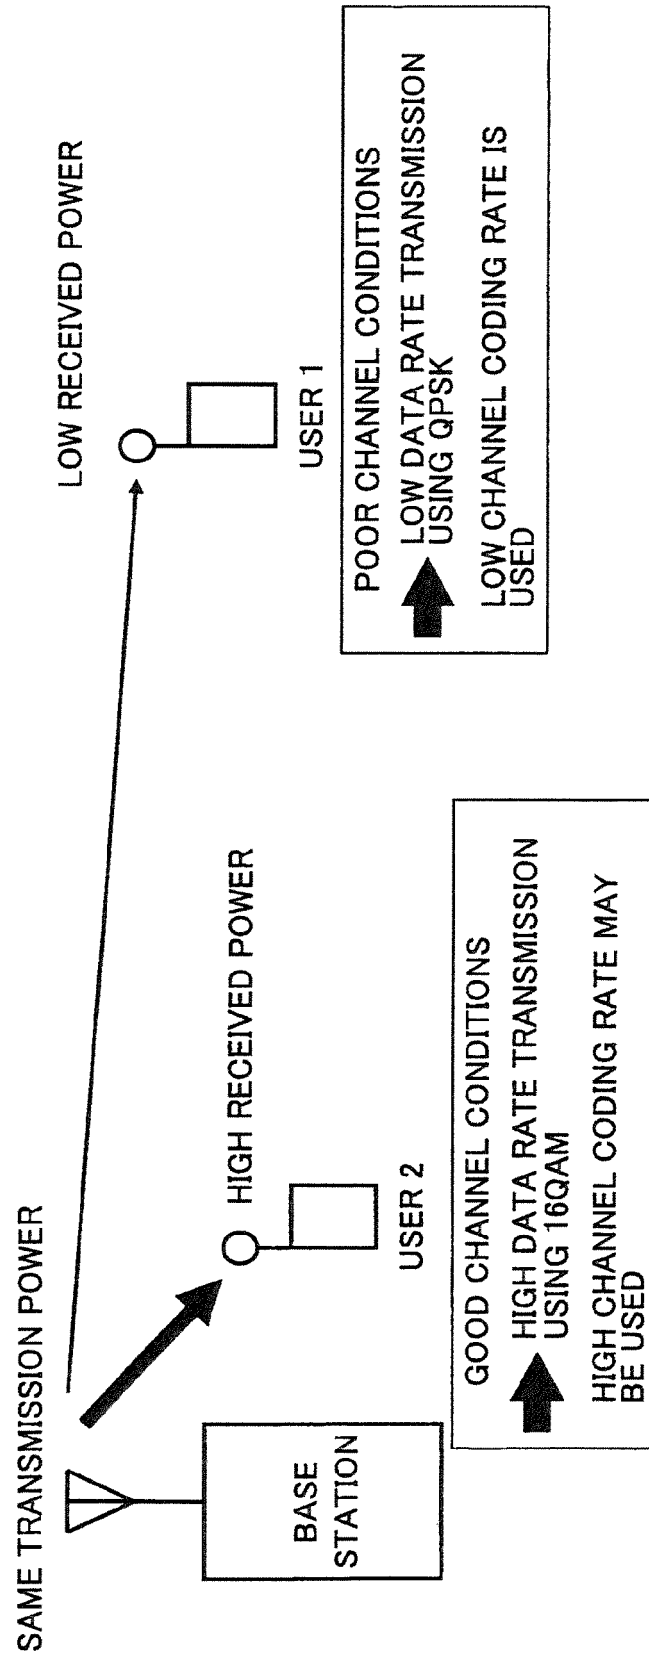 SAME TRANSMISSION POWER
LOW RECEIVED POWER
HIGH RECEIVED POWER
BASE
STATION
USER 2
USER 1
GOOD CHANNEL CONDITIONS
HIGH DATA RATE TRANSMISSION
USING 16QAM
HIGH CHANNEL CODING RATE MAY
BE USED
POOR CHANNEL CONDITIONS
LOW DATA RATE TRANSMISSION
USING QPSK
LOW CHANNEL CODING RATE IS
USED